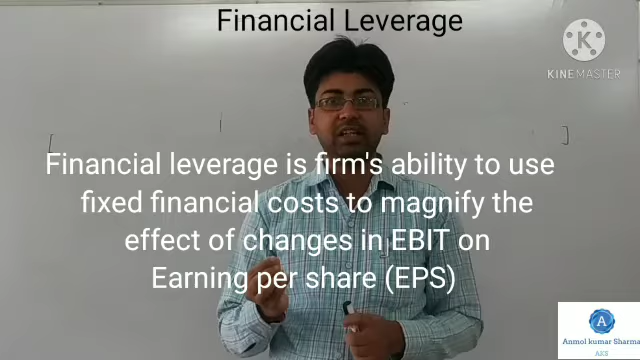 Financial Leverage
KINEMASTER
Financial leverage is firm's ability to use
fixed financial costs to magnify the
effect of changes in EBIT on
Earning per share (EPS)
A
Anmol kumar Sharma
AKS